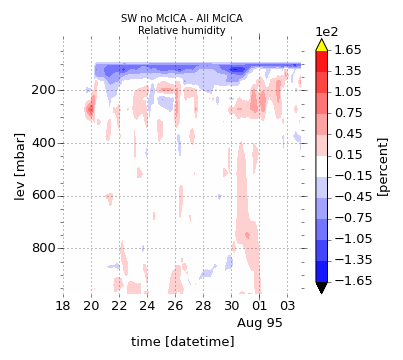 SW no McICA - All McICA
Relative humidity
1e2
1.65
1.35
1.05
0.75
0.45
0.15
−0.15
−0.45
−0.75
−1.05
−1.35
−1.65
[percent]
lev [mbar]
200
400
600
800
18 20 22 24 26 28 30 01 03
Aug 95
time [datetime]